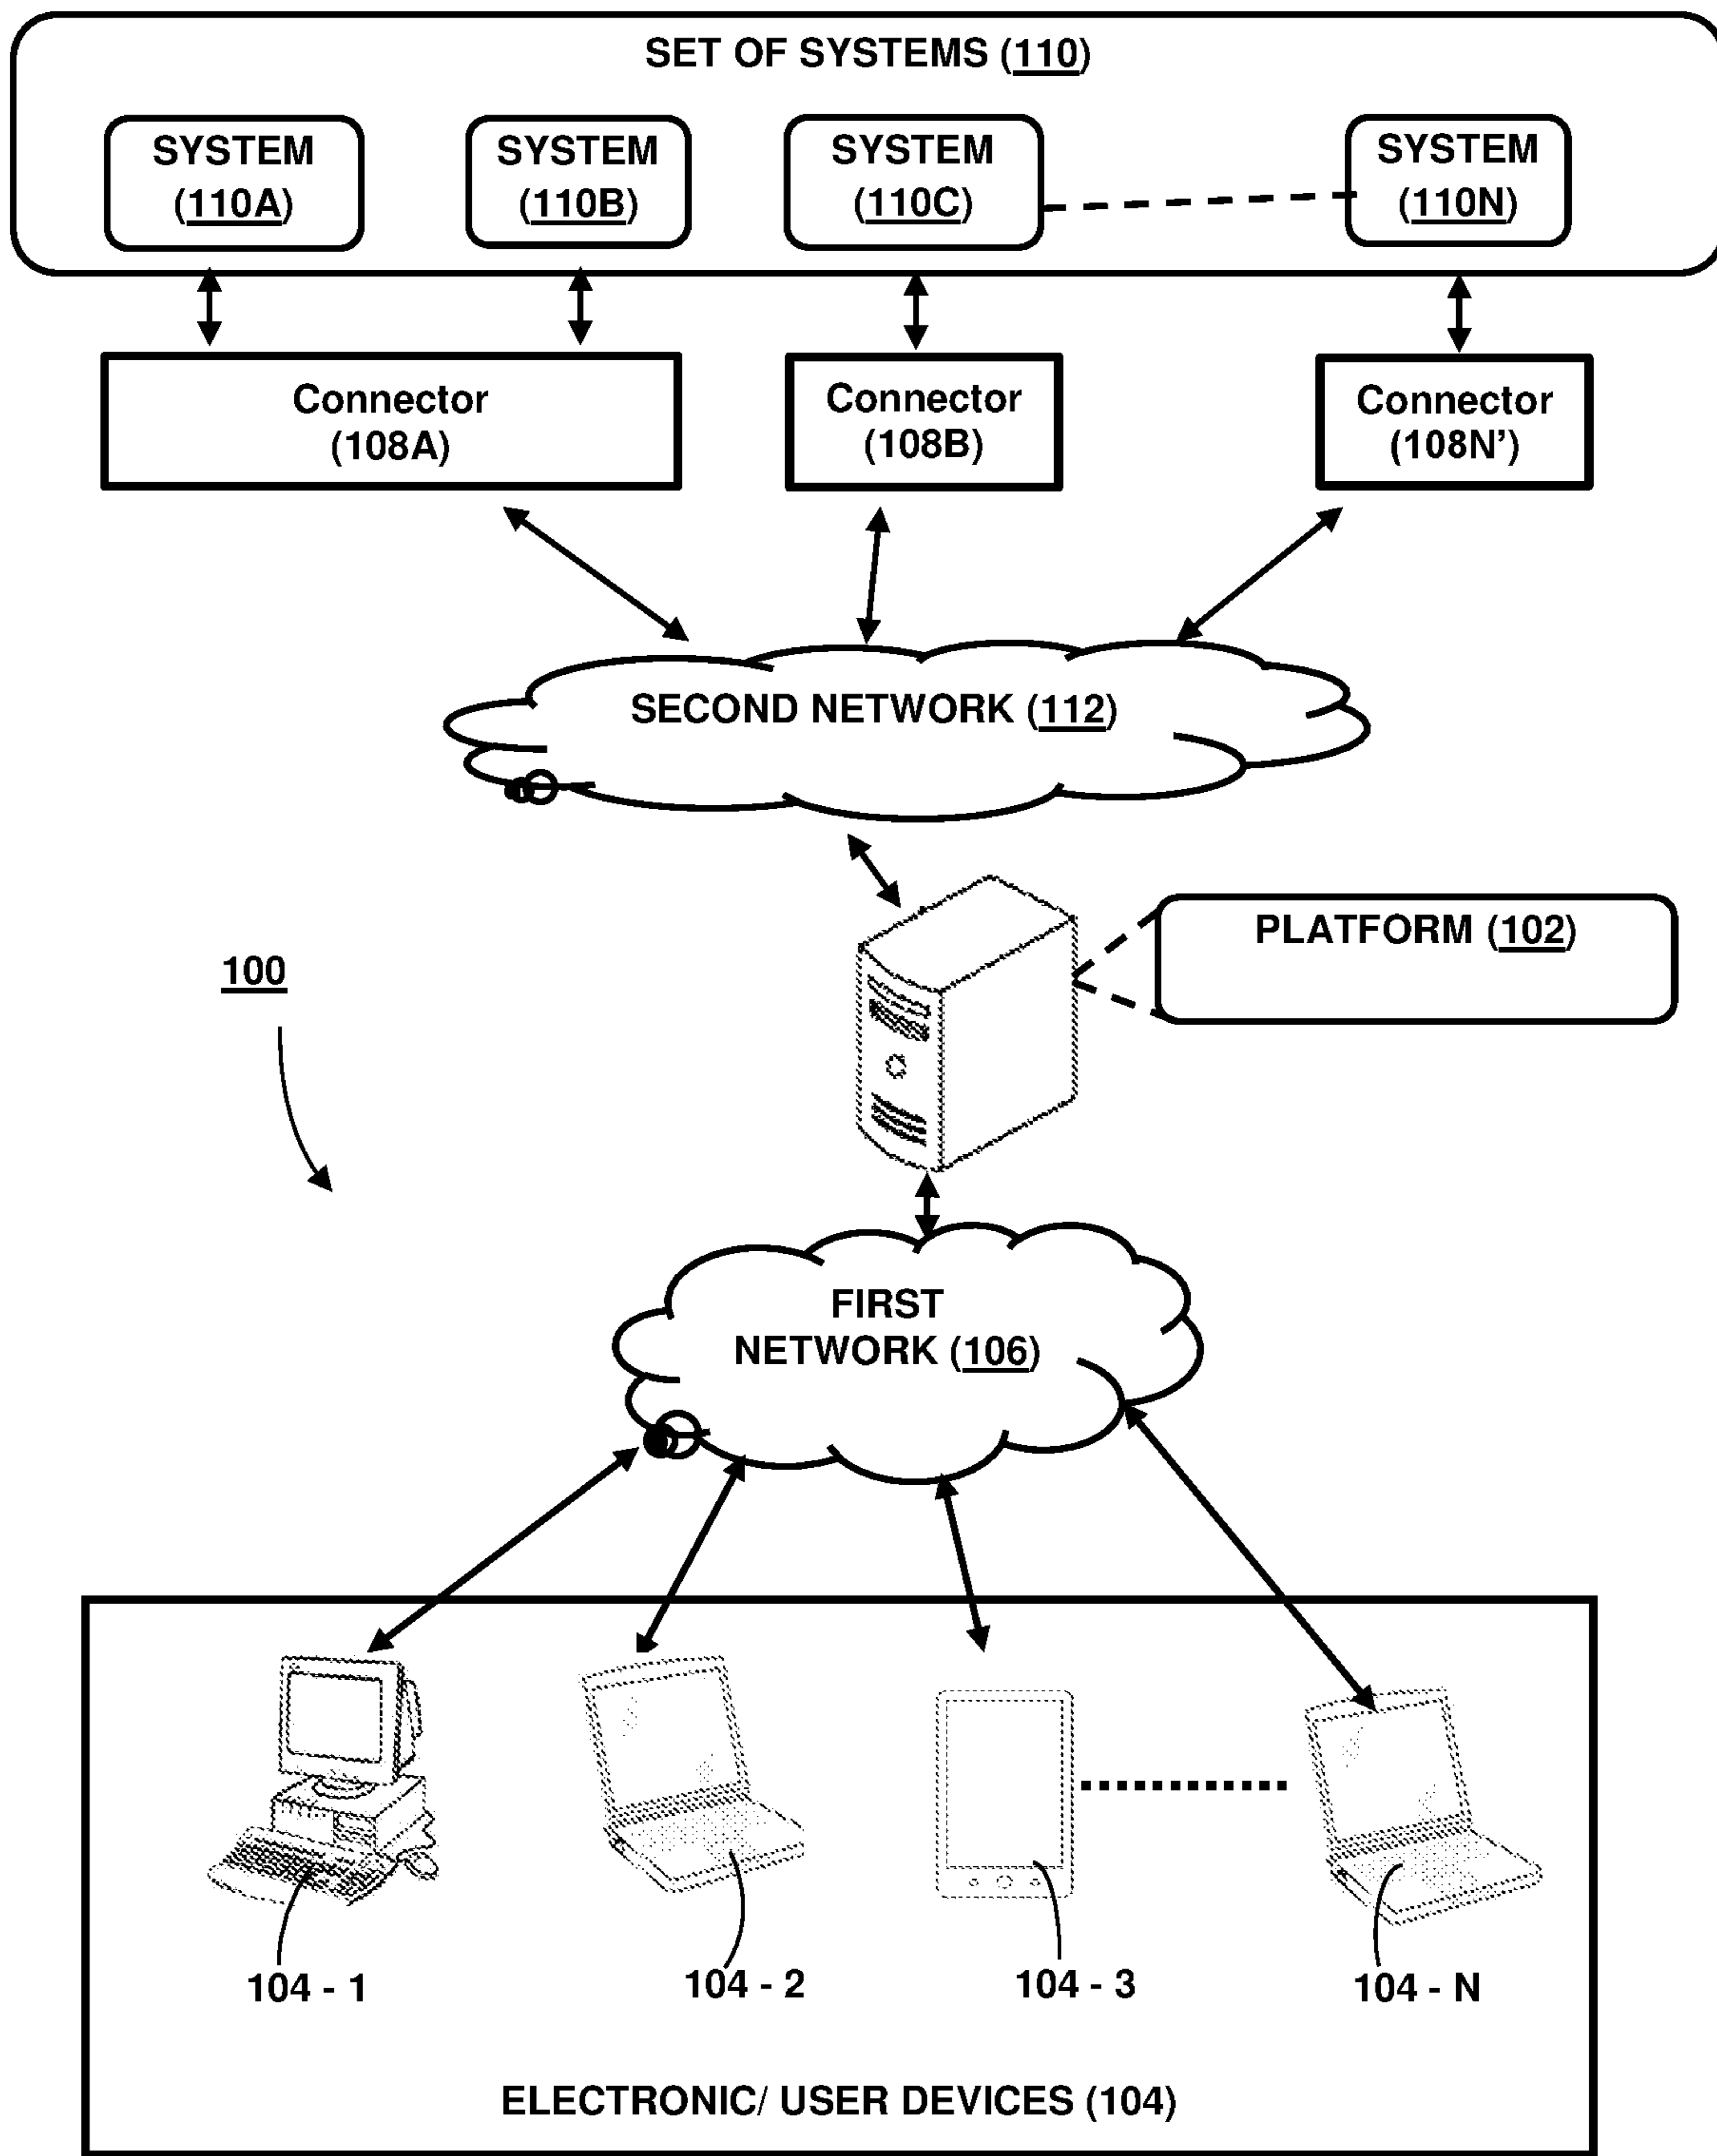 SET OF SYSTEMS (110)
SYSTEM
(110A)
SYSTEM
(110B)
SYSTEM
(110C)
SYSTEM
(110N)
Connector
(108A)
Connector
(108B)
Connector
(108N’)
SECOND NETWORK (112)
PLATFORM (102)
100
FIRST
NETWORK (106)
104 - 1
104 - 2
104 - 3
104 - N
ELECTRONIC/ USER DEVICES (104)